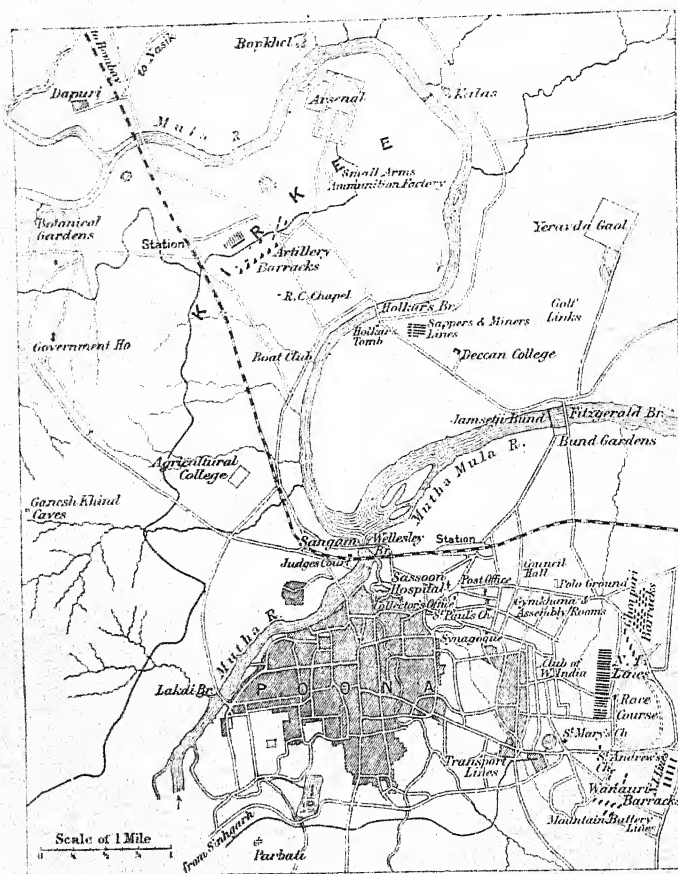 to Bombay
to Nasik
Bopkhel
Dapuri
Arsenal
Kalas
Mula R
KIRKEE
Small Arms
Ammunition Factory
Botanical
Gardens
Station
Artillery
Barracks
Yeravda Gaol
R.C. Chapel
Holkar's Br.
Golf
Links
Holkar's
Tomb
Sappers & Miners
Lines
Government Ho
Boat Club
Deccan College
Jamsetji Bund
Fitzgerald Br.
Bund Gardens
Mutha Mula R.
Agricultural
College
Ganesh Khind
Caves
Sangam
Wellesley
Br.
Station
Judges Court
Council
Hall
Sassoon
Hospital
Post Office
Polo Ground
Collector's Office
St Paul's Ch.
Gymkhana &
Assembly Rooms
Barracks
Mutha R.
Synagogue
Club of
W. India
N. I.
Lines
Lakdi Br.
POONA
Race
Course
St Mary's Ch
Transport
Lines
St Andrew's
Ch.
Wanauri
Barracks
Mountain Battery
Lines
from Sinhgarh
Parbati
Scale of 1 Mile